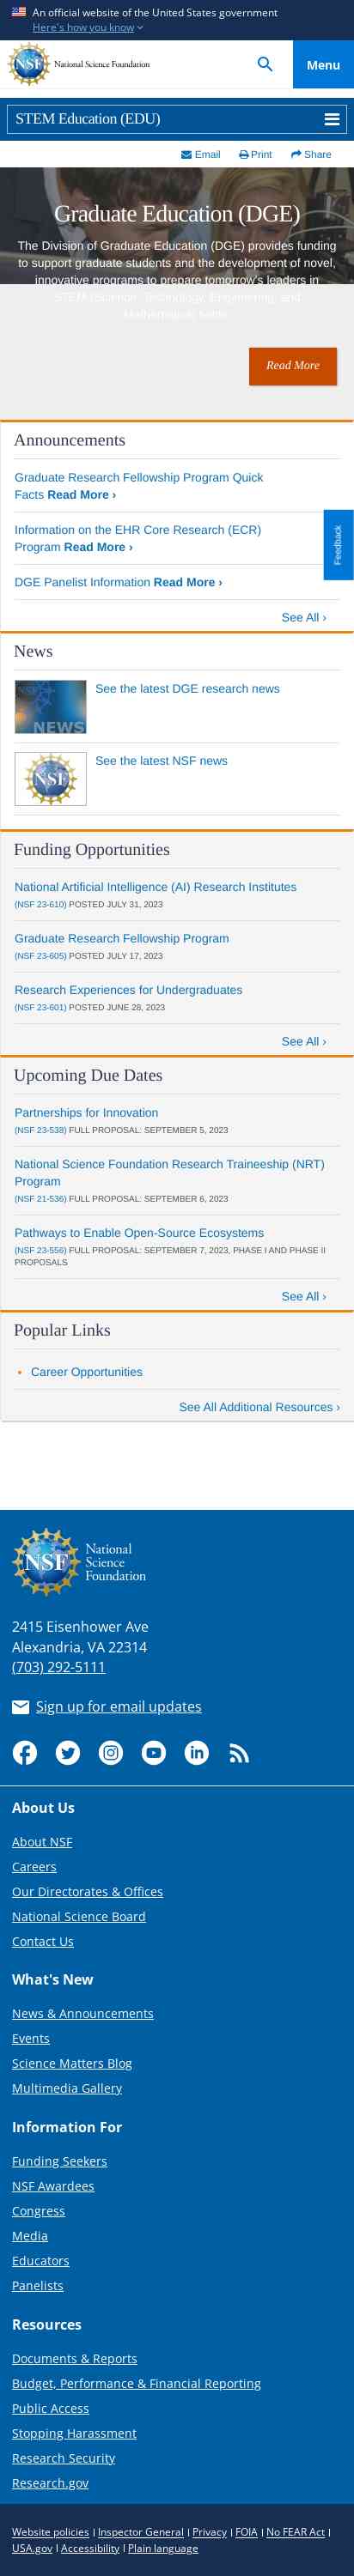 An official website of the United States government
Here's how you know
NSF
National Science Foundation
Menu
STEM Education (EDU)
Email
Print
Share
Graduate Education (DGE)
The Division of Graduate Education (DGE) provides funding
to support graduate students and the development of novel,
innovative programs to prepare tomorrow's leaders in
STEM (Science, Technology, Engineering, and
Mathematics) fields.
Read More
Announcements
Graduate Research Fellowship Program Quick
Facts Read More ›
Information on the EHR Core Research (ECR)
Program Read More ›
Feedback
DGE Panelist Information Read More ›
See All ›
News
See the latest DGE research news
NEWS
See the latest NSF news
NSF
Funding Opportunities
National Artificial Intelligence (AI) Research Institutes
(NSF 23-610) POSTED JULY 31, 2023
Graduate Research Fellowship Program
(NSF 23-605) POSTED JULY 17, 2023
Research Experiences for Undergraduates
(NSF 23-601) POSTED JUNE 28, 2023
See All ›
Upcoming Due Dates
Partnerships for Innovation
(NSF 23-538) FULL PROPOSAL: SEPTEMBER 5, 2023
National Science Foundation Research Traineeship (NRT)
Program
(NSF 21-536) FULL PROPOSAL: SEPTEMBER 6, 2023
Pathways to Enable Open-Source Ecosystems
(NSF 23-556) FULL PROPOSAL: SEPTEMBER 7, 2023, PHASE I AND PHASE II
PROPOSALS
See All ›
Popular Links
Career Opportunities
See All Additional Resources ›
NSF
National
Science
Foundation
2415 Eisenhower Ave
Alexandria, VA 22314
(703) 292-5111
Sign up for email updates
About Us
About NSF
Careers
Our Directorates & Offices
National Science Board
Contact Us
What's New
News & Announcements
Events
Science Matters Blog
Multimedia Gallery
Information For
Funding Seekers
NSF Awardees
Congress
Media
Educators
Panelists
Resources
Documents & Reports
Budget, Performance & Financial Reporting
Public Access
Stopping Harassment
Research Security
Research.gov
Website policies | Inspector General | Privacy | FOIA | No FEAR Act |
USA.gov | Accessibility | Plain language